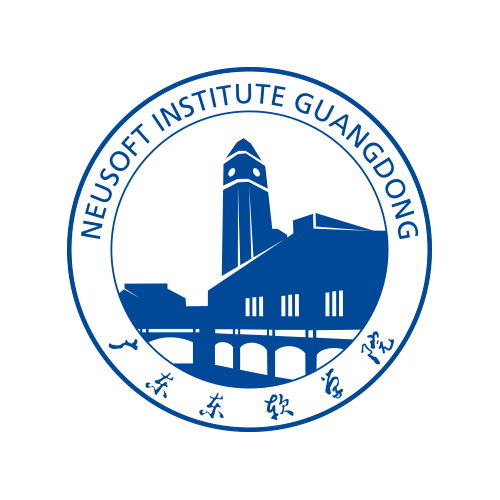 NEUSOFT INSTITUTE GUANGDONG
广东东软学院